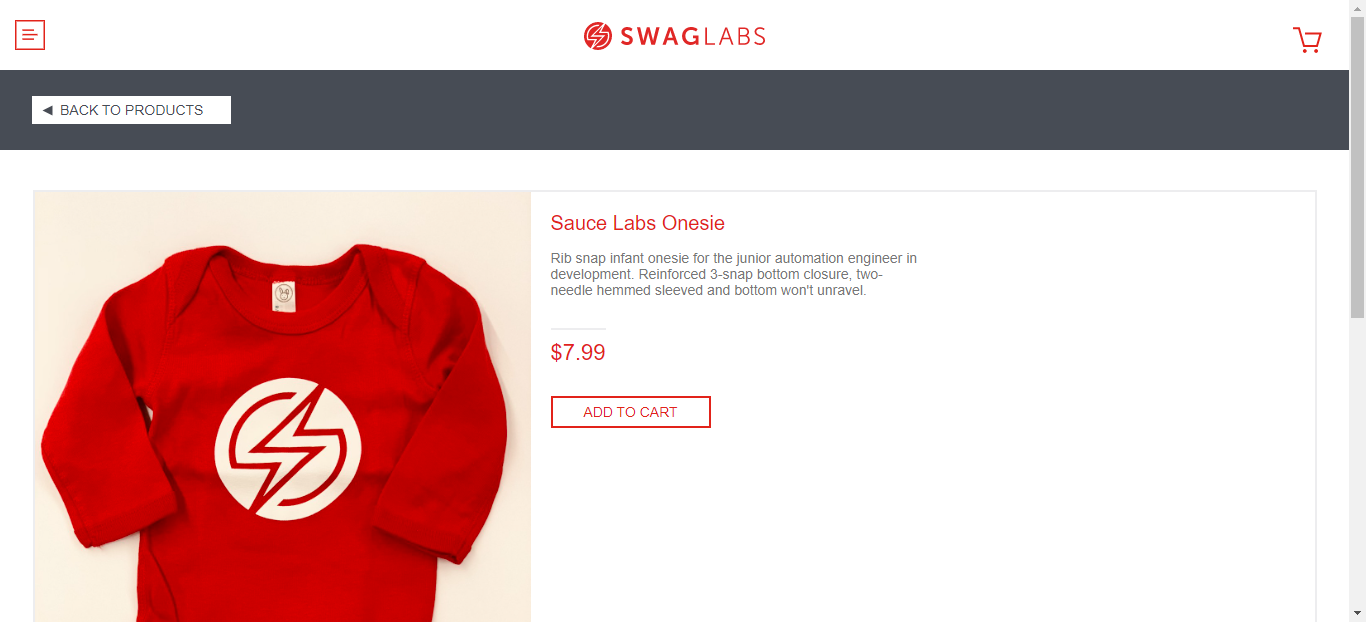 SWAGLABS
◄ BACK TO PRODUCTS
Sauce Labs Onesie
Rib snap infant onesie for the junior automation engineer in
development. Reinforced 3-snap bottom closure, two-
needle hemmed sleeved and bottom won't unravel.
$7.99
ADD TO CART